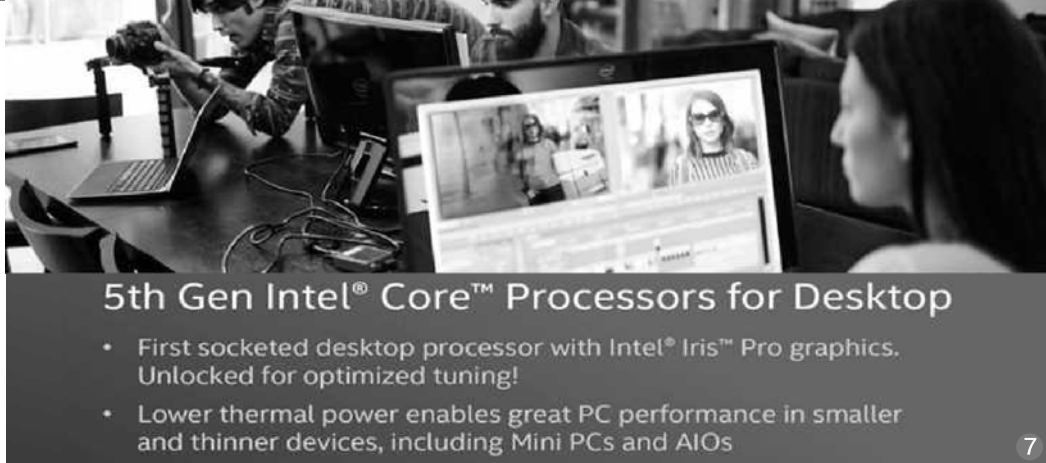 5th Gen Intel® Core™ Processors for Desktop
• First socketed desktop processor with Intel® Iris™ Pro graphics.
Unlocked for optimized tuning!
• Lower thermal power enables great PC performance in smaller
and thinner devices, including Mini PCs and AIOs
7